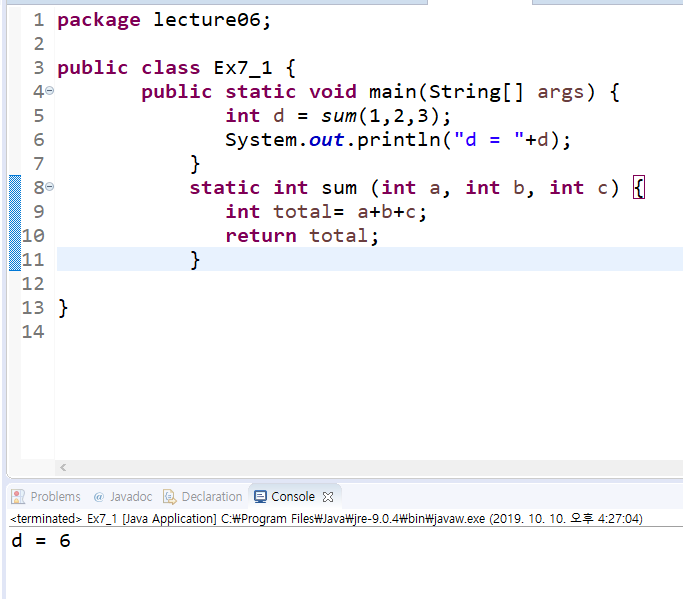 1 package lecture06;
2
3 public class Ex7_1 {
4 public static void main(String[] args) {
5 int d = sum(1,2,3);
6 System.out.println("d = "+d);
7 }
8 static int sum (int a, int b, int c) {
9 int total= a+b+c;
10 return total;
11 }
12
13 }
14
Problems @ Javadoc Declaration Console
<terminated> Ex7_1 [Java Application] C:₩Program Files₩Java₩jre-9.0.4₩bin₩javaw.exe (2019. 10. 10. 오후 4:27:04)
d = 6